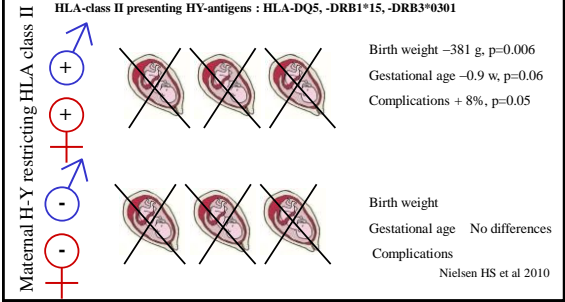 HLA-class II presenting HY-antigens : HLA-DQ5, -DRB1*15, -DRB3*0301
Maternal H-Y restricting HLA class II
+
Birth weight –381 g, p=0.006
Gestational age –0.9 w, p=0.06
Complications + 8%, p=0.05
+
-
Birth weight
Gestational age No differences
-
Complications
Nielsen HS et al 2010